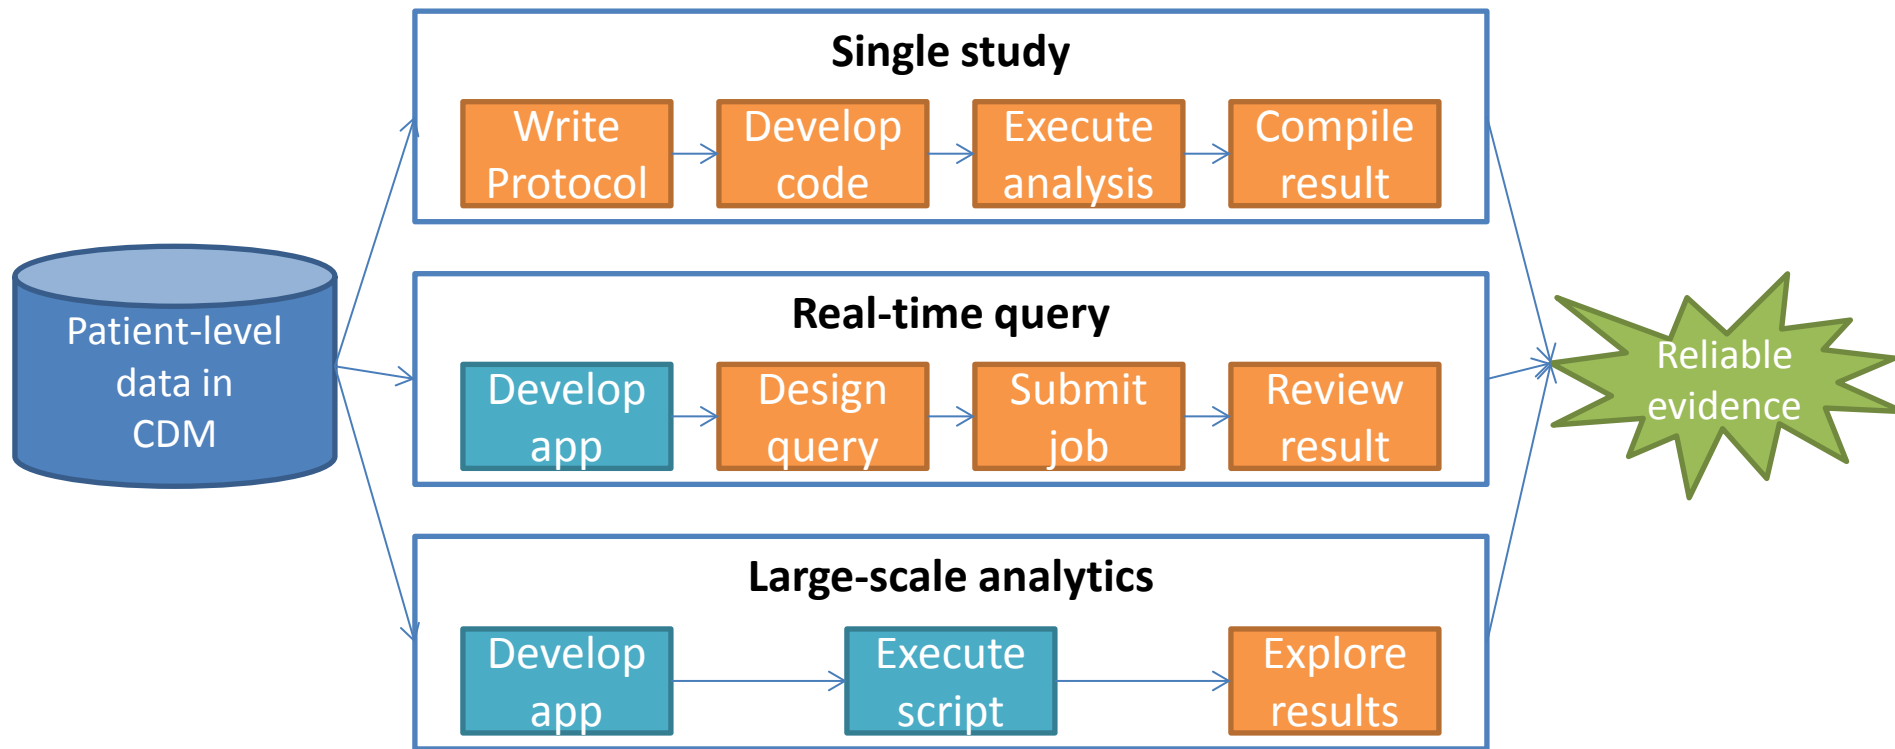 Single study
Write
Protocol
Develop
code
Execute
analysis
Compile
result
Patient-level
data in
CDM
Real-time query
Develop
app
Design
query
Submit
job
Review
result
Reliable
evidence
Large-scale analytics
Develop
app
Execute
script
Explore
results